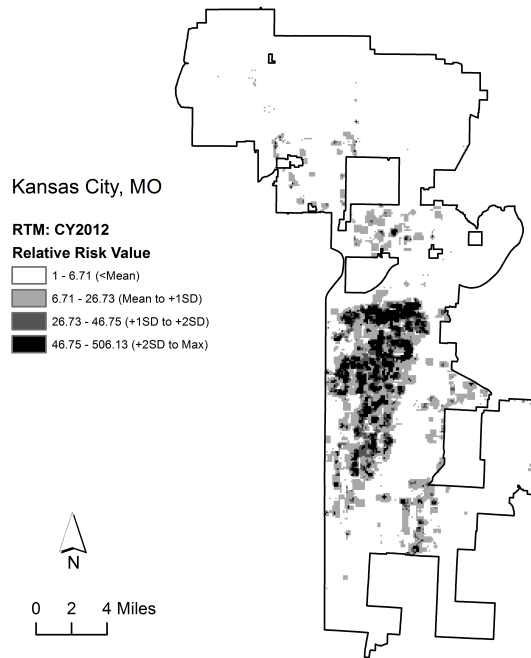 Kansas City, MO
RTM: CY2012
Relative Risk Value
1 - 6.71 (<Mean)
6.71 - 26.73 (Mean to +1SD)
26.73 - 46.75 (+1SD to +2SD)
46.75 - 506.13 (+2SD to Max)
N
0 2 4 Miles